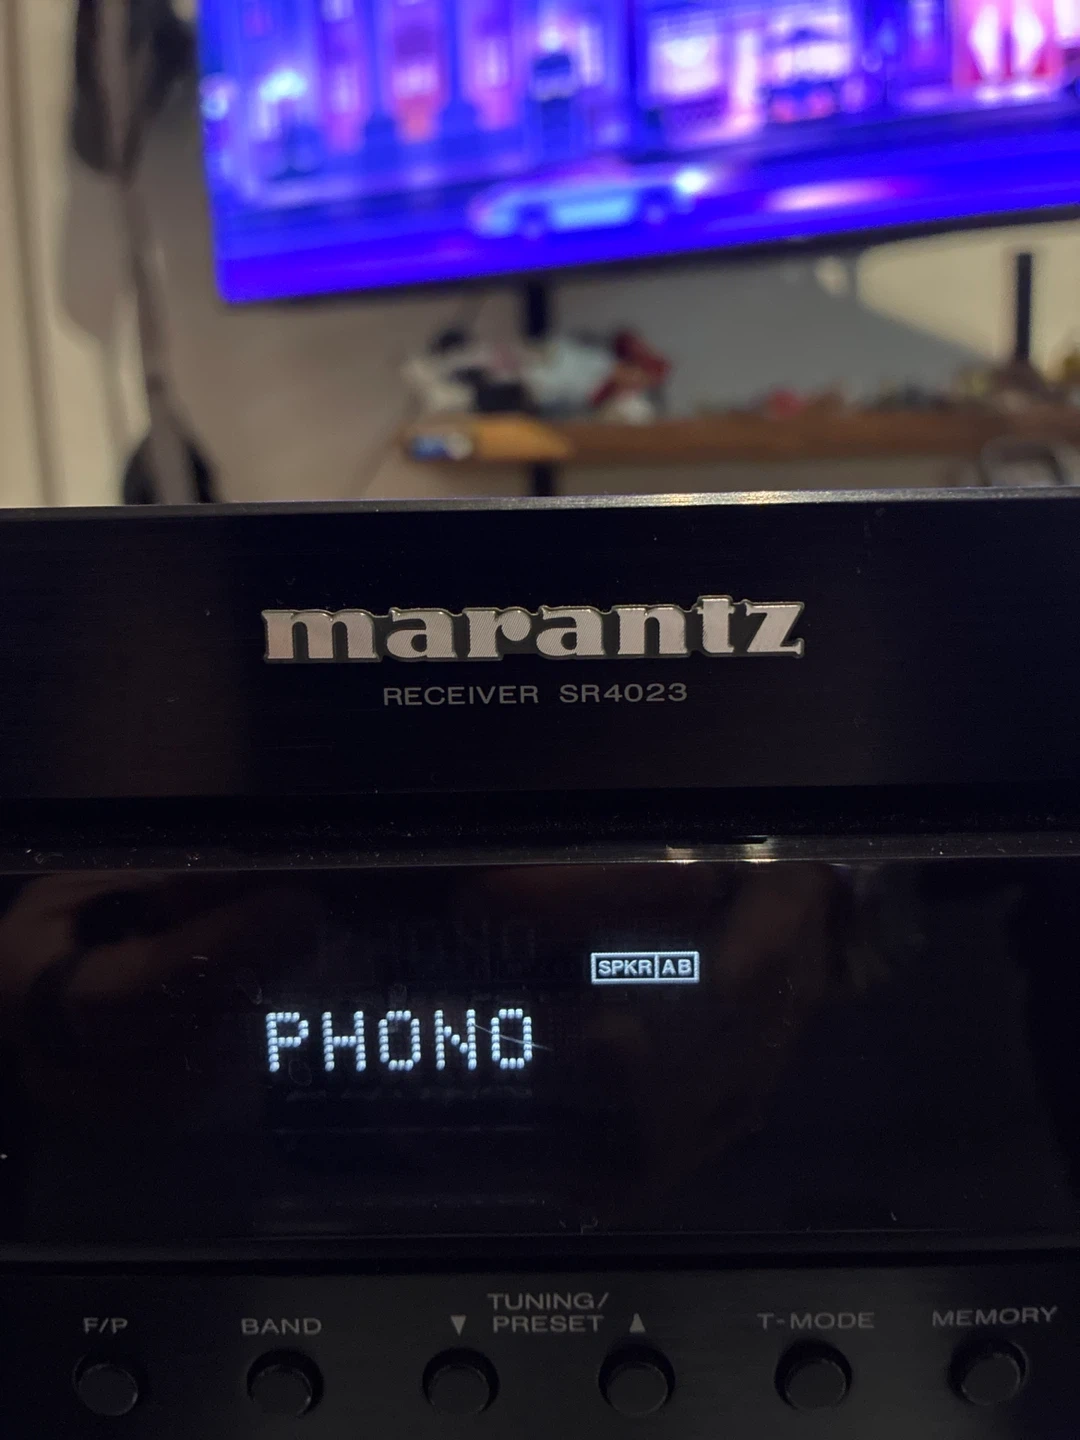 marantz
RECEIVER SR4023
SPKR AB
PHONO
F/P
BAND
▼ TUNING/PRESET ▲
T-MODE
MEMORY